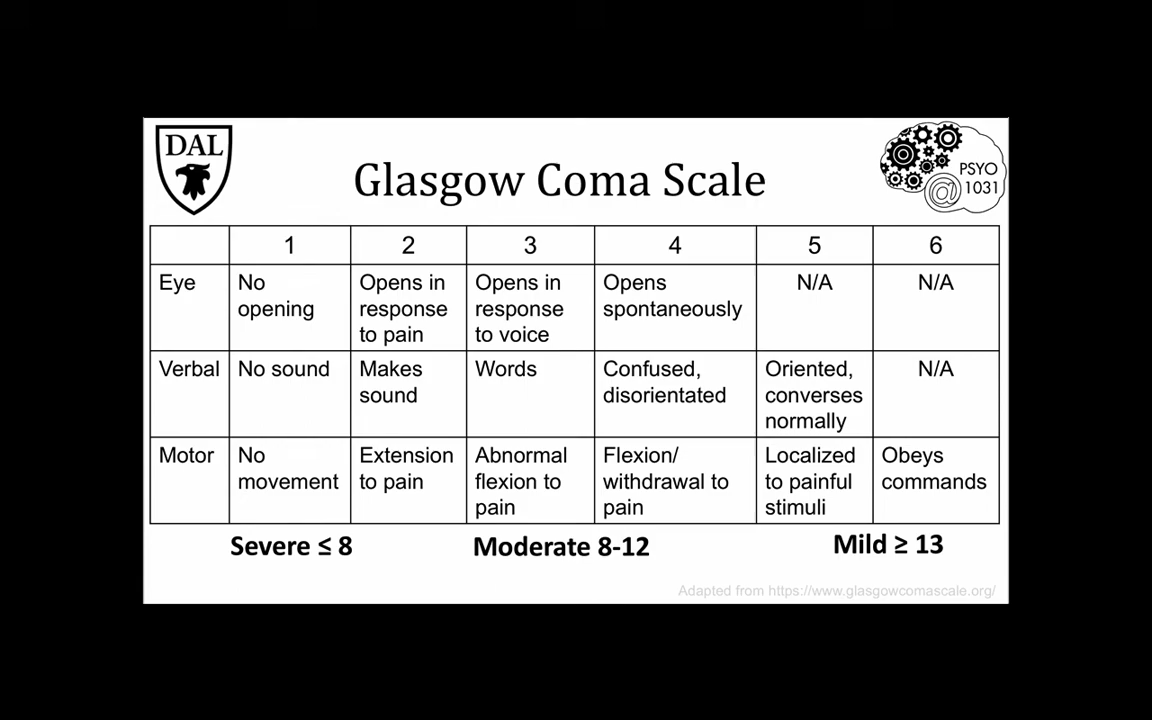 DAL
Glasgow Coma Scale
PSYO
@ 1031
1 2 3 4 5 6
Eye No opening Opens in response to pain Opens in response to voice Opens spontaneously N/A N/A
Verbal No sound Makes sound Words Confused, disorientated Oriented, converses normally N/A
Motor No movement Extension to pain Abnormal flexion to pain Flexion/ withdrawal to pain Localized to painful stimuli Obeys commands
Severe ≤ 8 Moderate 8-12 Mild ≥ 13
Adapted from https://www.glasgowcomascale.org/